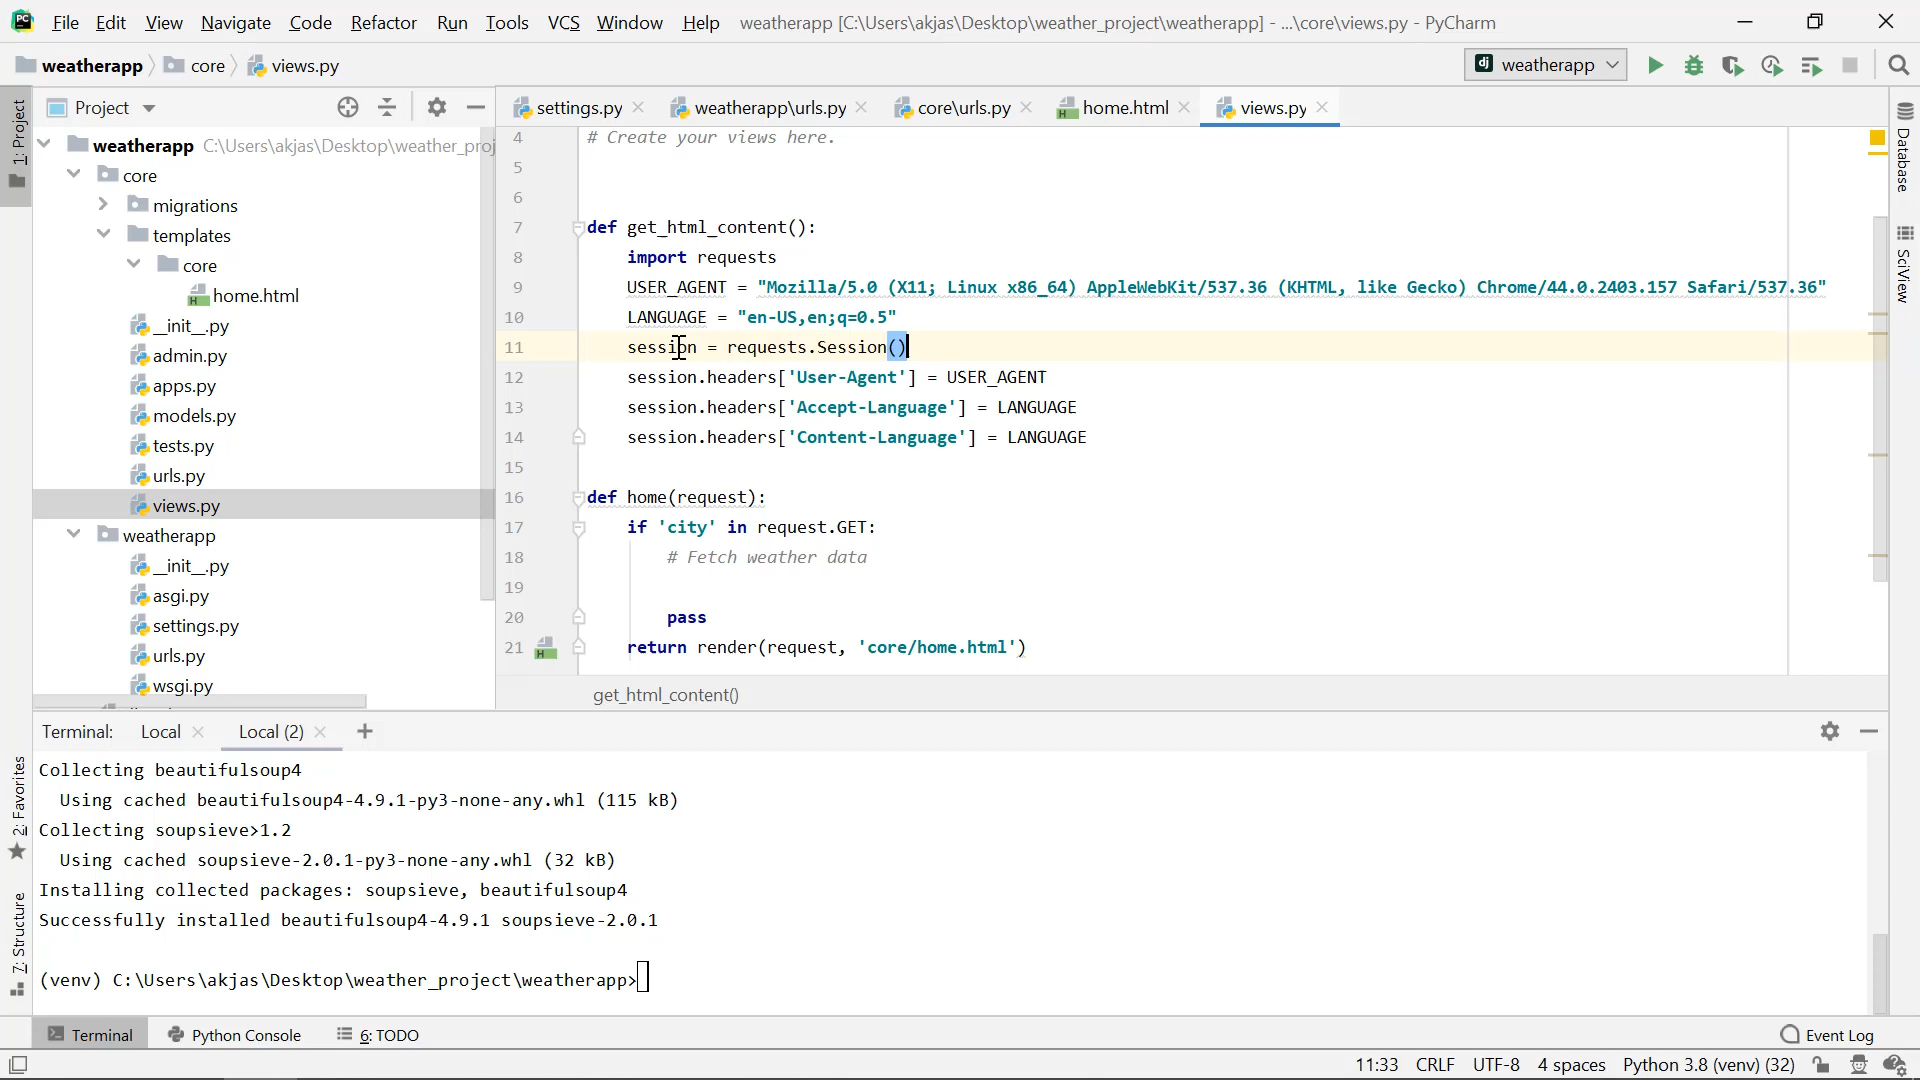 File Edit View Navigate Code Refactor Run Tools VCS Window Help weatherapp [C:\Users\akjas\Desktop\weather_project\weatherapp] - ...\core\views.py - PyCharm
weatherapp core views.py
weatherapp
1: Project
Project
settings.py
weatherapp\urls.py
core\urls.py
home.html
views.py
weatherapp C:\Users\akjas\Desktop\weather_proj
core
migrations
templates
core
home.html
__init__.py
admin.py
apps.py
models.py
tests.py
urls.py
views.py
weatherapp
__init__.py
asgi.py
settings.py
urls.py
wsgi.py
4 # Create your views here.
5
6
7 def get_html_content():
8 import requests
9 USER_AGENT = "Mozilla/5.0 (X11; Linux x86_64) AppleWebKit/537.36 (KHTML, like Gecko) Chrome/44.0.2403.157 Safari/537.36"
10 LANGUAGE = "en-US,en;q=0.5"
11 session = requests.Session()
12 session.headers['User-Agent'] = USER_AGENT
13 session.headers['Accept-Language'] = LANGUAGE
14 session.headers['Content-Language'] = LANGUAGE
15
16 def home(request):
17 if 'city' in request.GET:
18 # Fetch weather data
19
20 pass
21 return render(request, 'core/home.html')
get_html_content()
Database
SciView
2: Favorites
7: Structure
Terminal: Local Local (2)
Collecting beautifulsoup4
Using cached beautifulsoup4-4.9.1-py3-none-any.whl (115 kB)
Collecting soupsieve>1.2
Using cached soupsieve-2.0.1-py3-none-any.whl (32 kB)
Installing collected packages: soupsieve, beautifulsoup4
Successfully installed beautifulsoup4-4.9.1 soupsieve-2.0.1
(venv) C:\Users\akjas\Desktop\weather_project\weatherapp>
Terminal Python Console 6: TODO Event Log
11:33 CRLF UTF-8 4 spaces Python 3.8 (venv) (32)